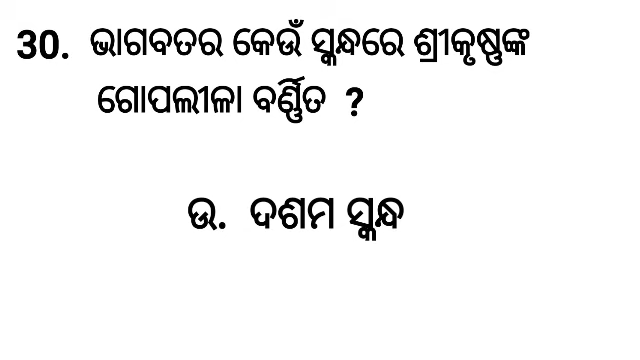 30. ଭାଗବତର କେଉଁ ସ୍କନ୍ଧରେ ଶ୍ରୀକୃଷ୍ଣଙ୍କ
ଗୋପଲୀଳା ବର୍ଣ୍ଣିତ ?
ଉ. ଦଶମ ସ୍କନ୍ଧ